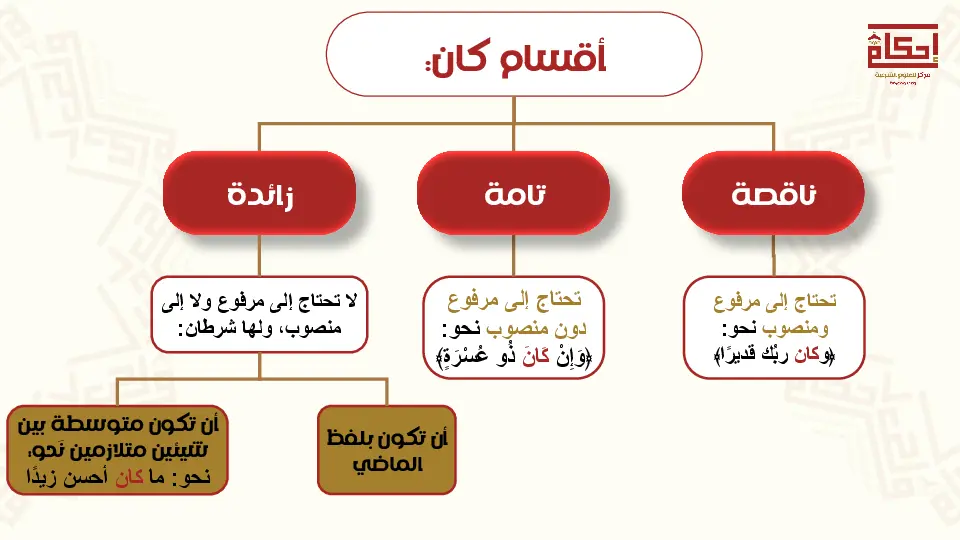 إحكام
مركز للعلوم الشرعية
أقسام كان:
ناقصة
تامة
زائدة
تحتاج إلى مرفوع
ومنصوب نحو:
﴿وكان ربُك قديرًا﴾
تحتاج إلى مرفوع
دون منصوب نحو:
﴿وَإِنْ كَانَ ذُو عُسْرَةٍ﴾
لا تحتاج إلى مرفوع ولا إلى
منصوب، ولها شرطان:
أن تكون بلفظ
الماضي
أن تكون متوسطة بين
شيئين متلازمين نَحو:
نحو: ما كان أحسن زيدًا